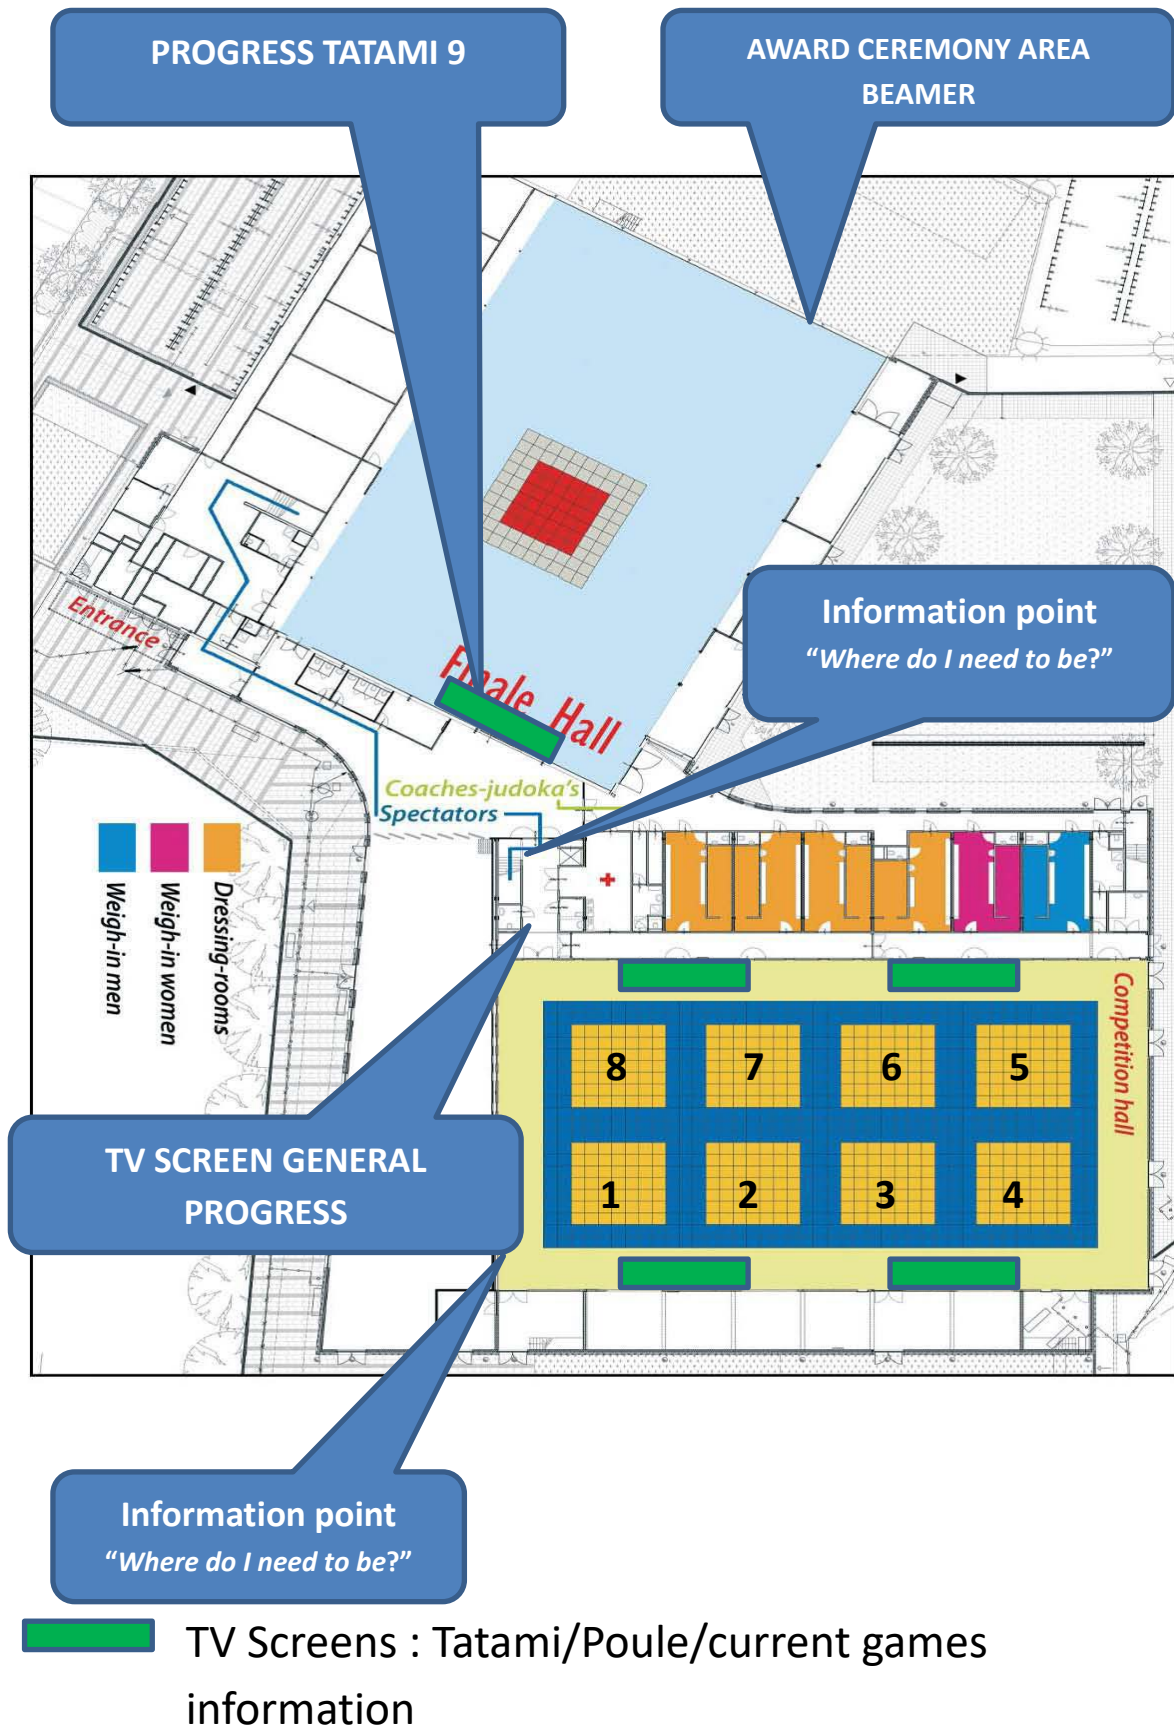 PROGRESS TATAMI 9
AWARD CEREMONY AREA
BEAMER
Entrance
Finale Hall
Information point
“Where do I need to be?”
Coaches-judoka's
Spectators
Dressing-rooms
Weigh-in women
Weigh-in men
Competition hall
8 7 6 5
1 2 3 4
TV SCREEN GENERAL
PROGRESS
Information point
“Where do I need to be?”
TV Screens : Tatami/Poule/current games
information